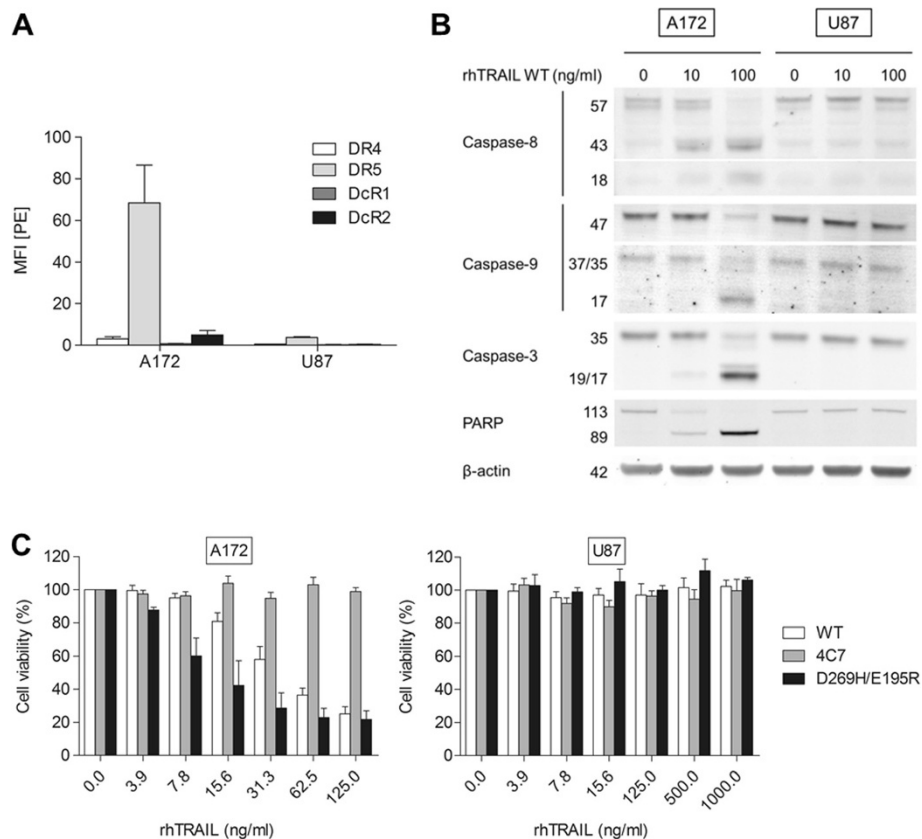 A
MFI [PE]
100
80
60
40
20
0
DR4
DR5
DcR1
DcR2
A172
U87
B
A172
U87
rhTRAIL WT (ng/ml)
0
10
100
0
10
100
Caspase-8
57
43
18
Caspase-9
47
37/35
17
Caspase-3
35
19/17
PARP
113
89
β-actin
42
C
A172
Cell viability (%)
120
100
80
60
40
20
0
0.0
3.9
7.8
15.6
31.3
62.5
125.0
rhTRAIL (ng/ml)
U87
Cell viability (%)
120
100
80
60
40
20
0
0.0
3.9
7.8
15.6
125.0
500.0
1000.0
rhTRAIL (ng/ml)
WT
4C7
D269H/E195R